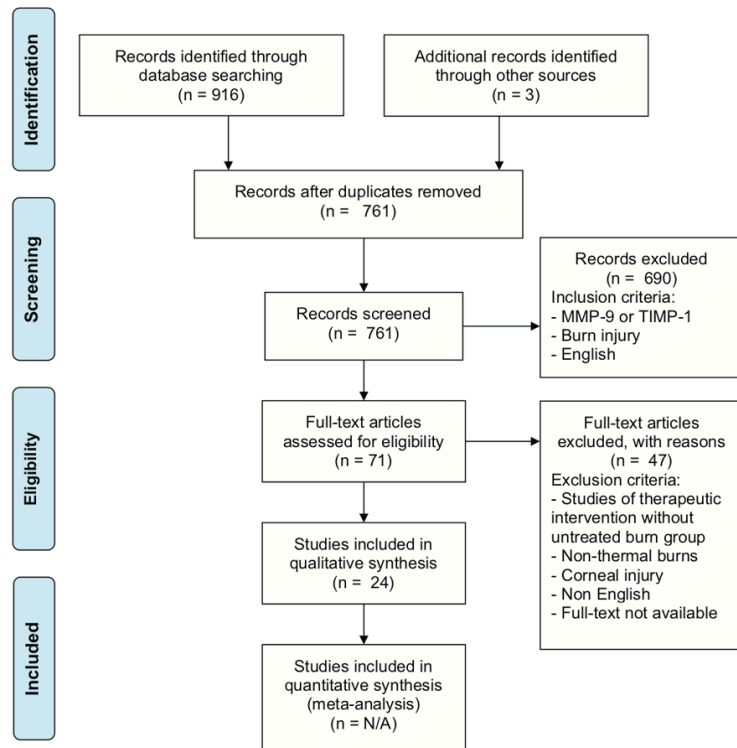 Identification
Records identified through
database searching
(n = 916)
Additional records identified
through other sources
(n = 3)
Records after duplicates removed
(n = 761)
Screening
Records screened
(n = 761)
Records excluded
(n = 690)
Inclusion criteria:
- MMP-9 or TIMP-1
- Burn injury
- English
Eligibility
Full-text articles
assessed for eligibility
(n = 71)
Full-text articles
excluded, with reasons
(n = 47)
Exclusion criteria:
- Studies of therapeutic
intervention without
untreated burn group
- Non-thermal burns
- Corneal injury
- Non English
- Full-text not available
Studies included in
qualitative synthesis
(n = 24)
Included
Studies included in
quantitative synthesis
(meta-analysis)
(n = N/A)